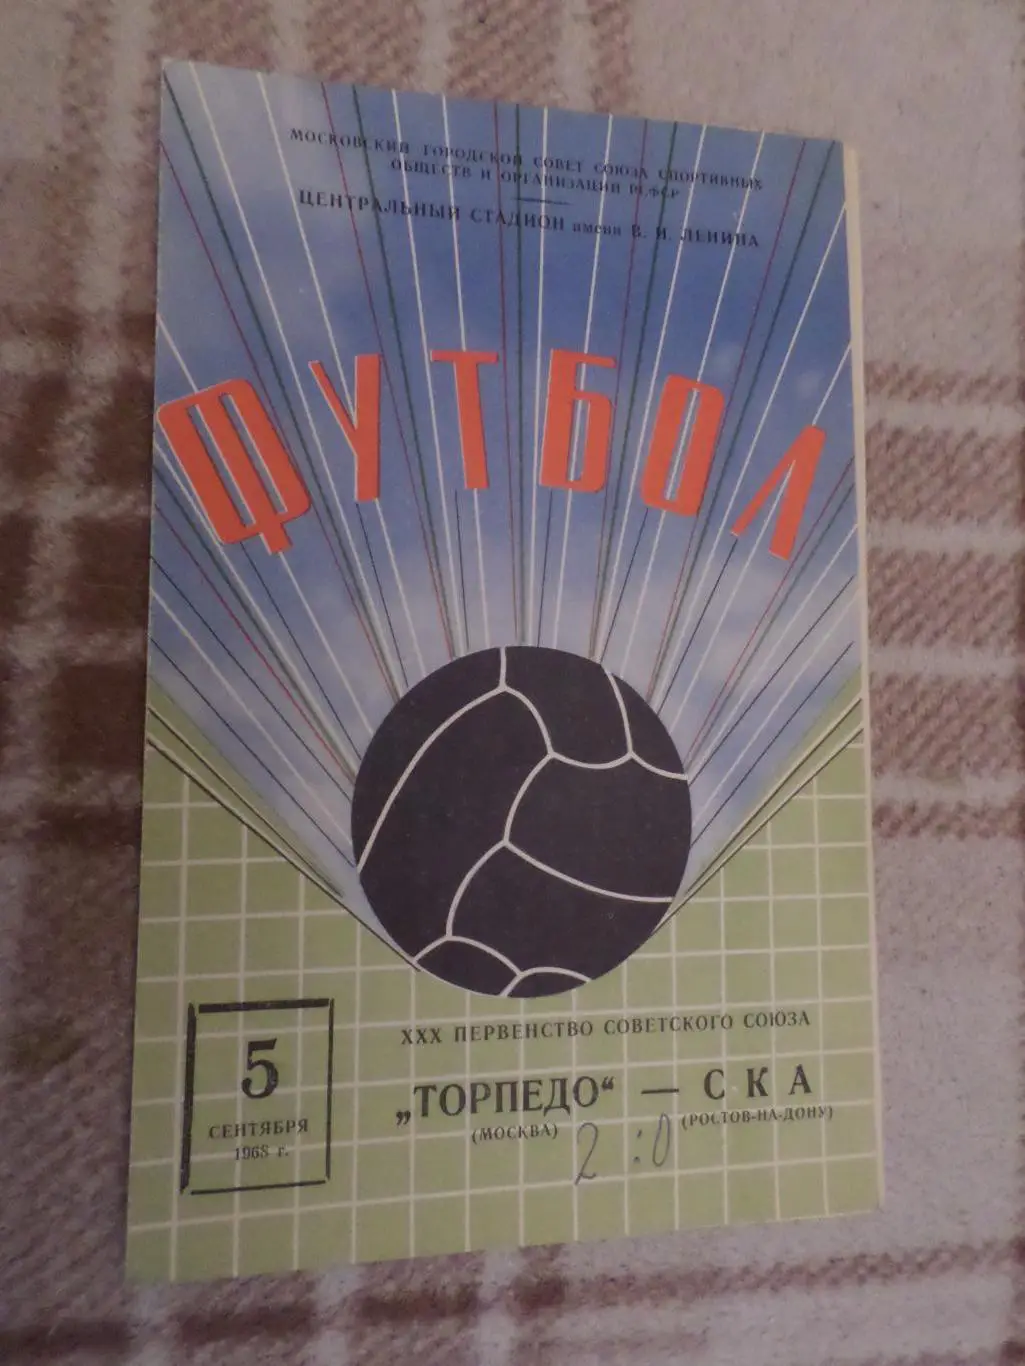 МОСКОВСКИЙ ГОРОДСКОЙ СОВЕТ СОЮЗА СПОРТИВНЫХ
ОБЩЕСТВ И ОРГАНИЗАЦИЙ РСФСР
ЦЕНТРАЛЬНЫЙ СТАДИОН имени В. И. ЛЕНИНА
ФУТБОЛ
XXX ПЕРВЕНСТВО СОВЕТСКОГО СОЮЗА
„ТОРПЕДО“ — СКА
(МОСКВА) (РОСТОВ-НА-ДОНУ)
2:0
5
СЕНТЯБРЯ
1968 г.